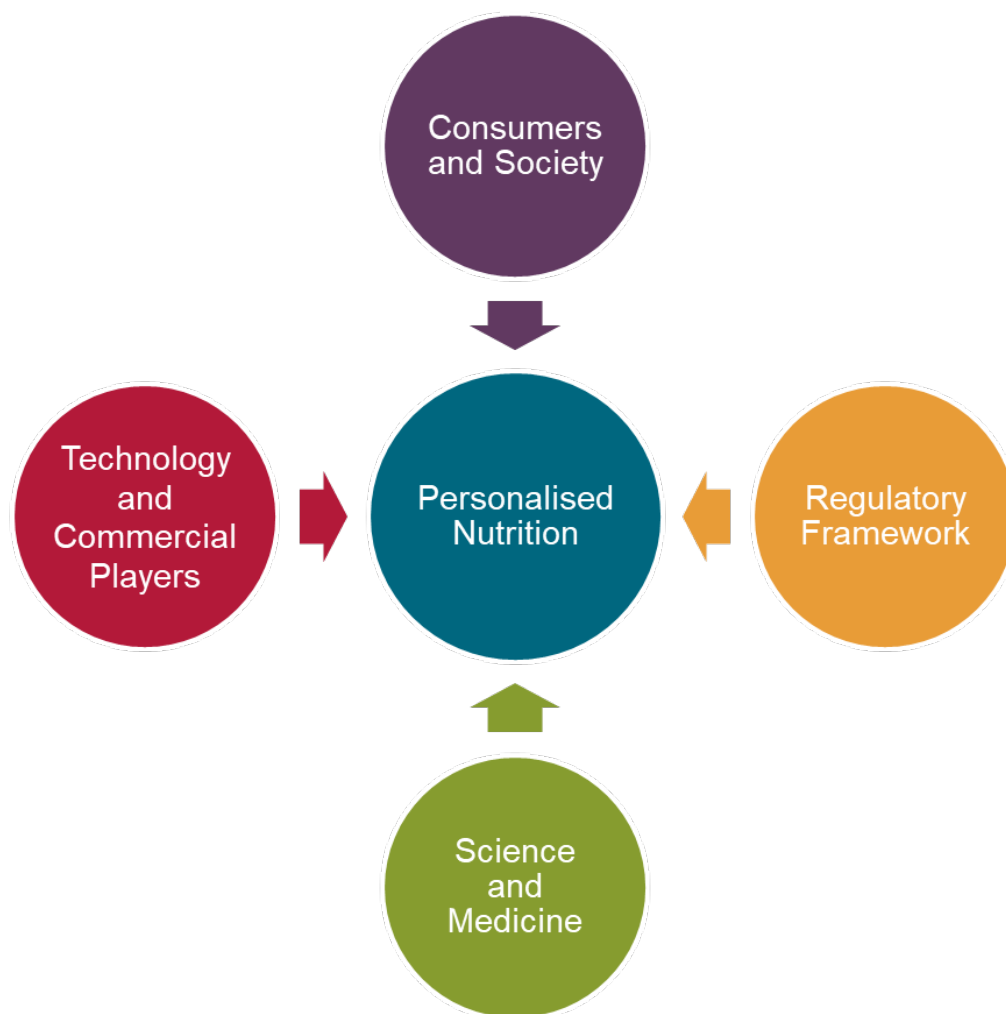 Consumers
and Society
Technology
and
Commercial
Players
Personalised
Nutrition
Regulatory
Framework
Science
and
Medicine